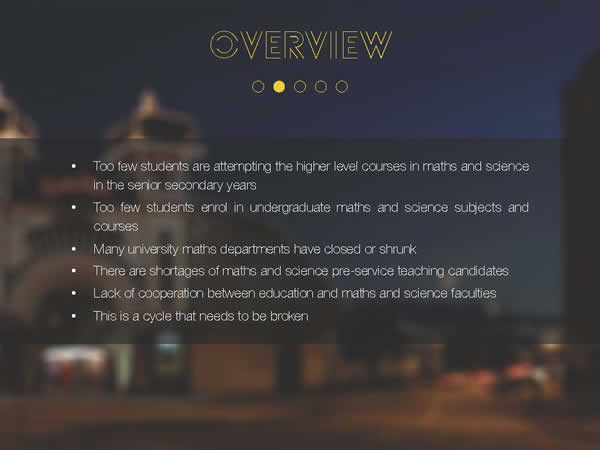 OVERVIEW
▪ Too few students are attempting the higher level courses in maths and science
in the senior secondary years
▪ Too few students enrol in undergraduate maths and science subjects and
courses
▪ Many university maths departments have closed or shrunk
▪ There are shortages of maths and science pre-service teaching candidates
▪ Lack of cooperation between education and maths and science faculties
▪ This is a cycle that needs to be broken